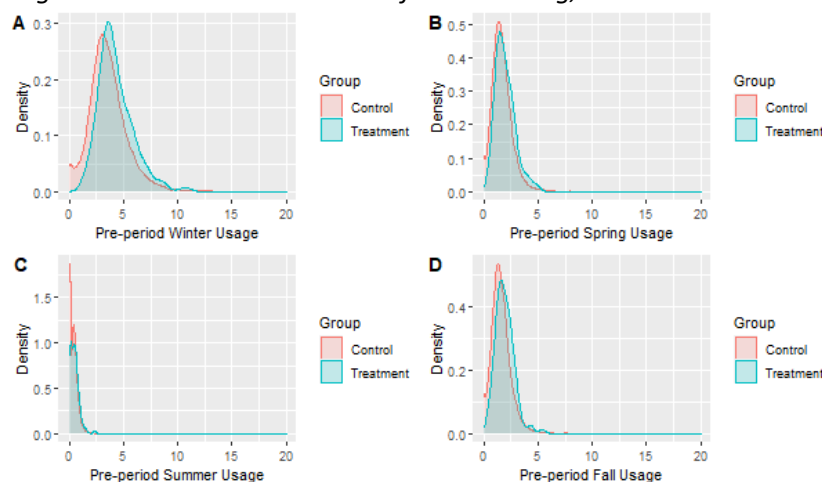 A
0.3
0.2
0.1
0.0
Density
0 5 10 15 20
Pre-period Winter Usage
Group
Control
Treatment
B
0.5
0.4
0.3
0.2
0.1
0.0
Density
0 5 10 15 20
Pre-period Spring Usage
Group
Control
Treatment
C
1.5
1.0
0.5
0.0
Density
0 5 10 15 20
Pre-period Summer Usage
Group
Control
Treatment
D
0.4
0.2
0.0
Density
0 5 10 15 20
Pre-period Fall Usage
Group
Control
Treatment